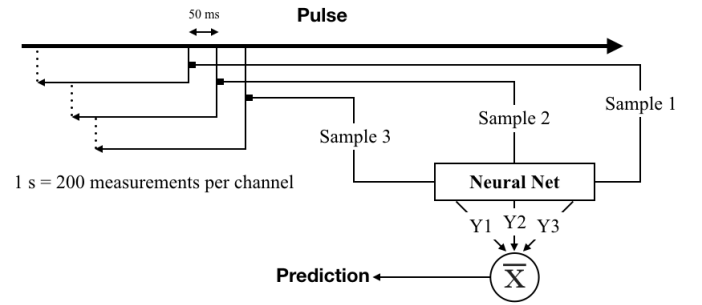 50 ms
Pulse
Sample 1
Sample 2
Sample 3
1 s = 200 measurements per channel
Neural Net
Y1 Y2 Y3
X̅
Prediction